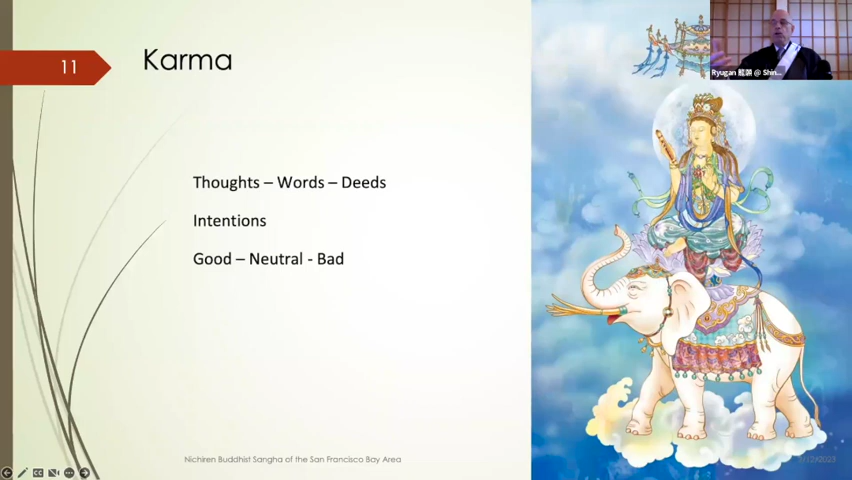 11
Karma
Ryugan 龍願 @ Shin...
Thoughts – Words – Deeds
Intentions
Good – Neutral - Bad
Nichiren Buddhist Sangha of the San Francisco Bay Area